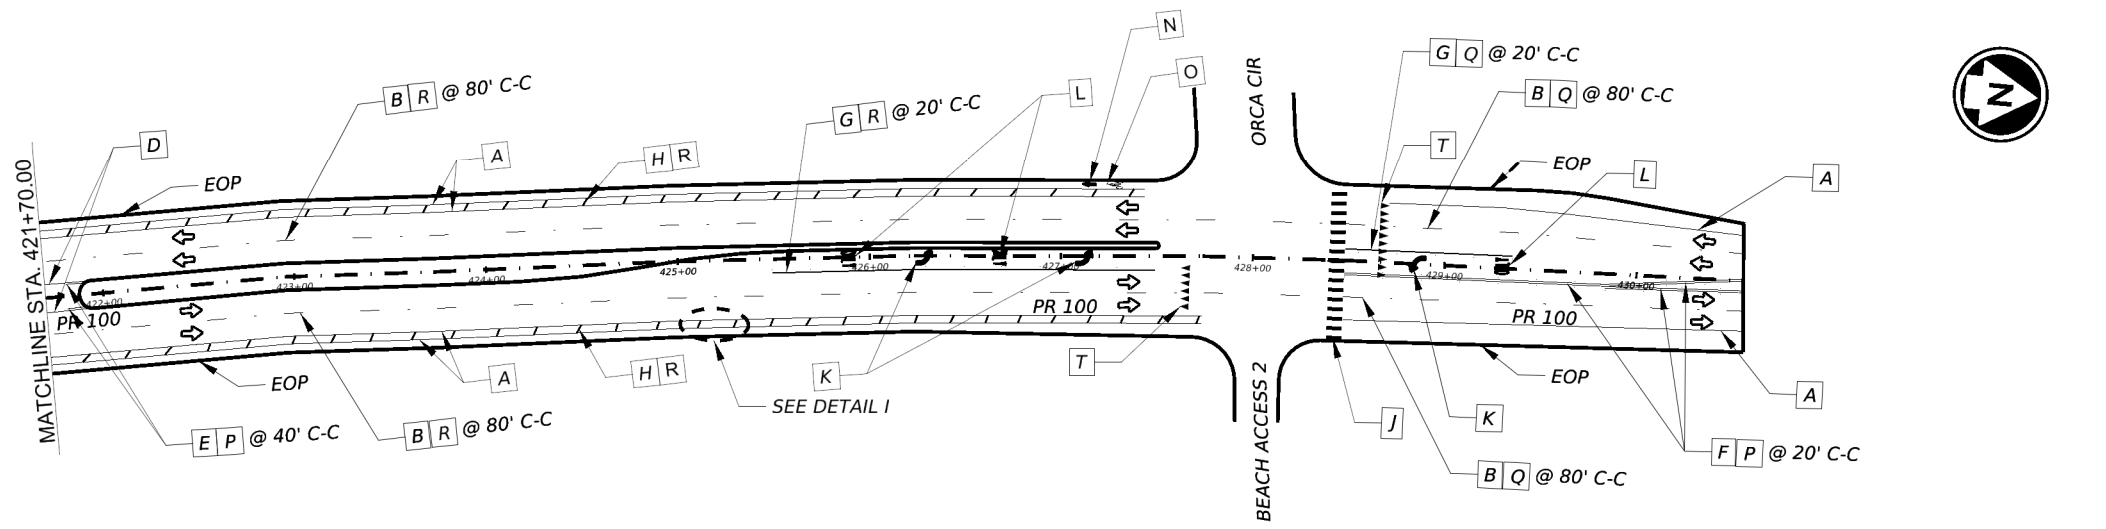 N
G Q @ 20' C-C
O
L
B R @ 80' C-C
G R @ 20' C-C
B Q @ 80' C-C
ORCA CIR
N
D
A
H R
T
EOP
A
L
EOP
MATCHLINE STA. 421+70.00
422+00
423+00
424+00
425+00
426+00
427+00
428+00
429+00
430+00
PR 100
PR 100
PR 100
EOP
A
H R
K
T
EOP
A
SEE DETAIL I
E P @ 40' C-C
B R @ 80' C-C
J
K
F P @ 20' C-C
B Q @ 80' C-C
BEACH ACCESS 2